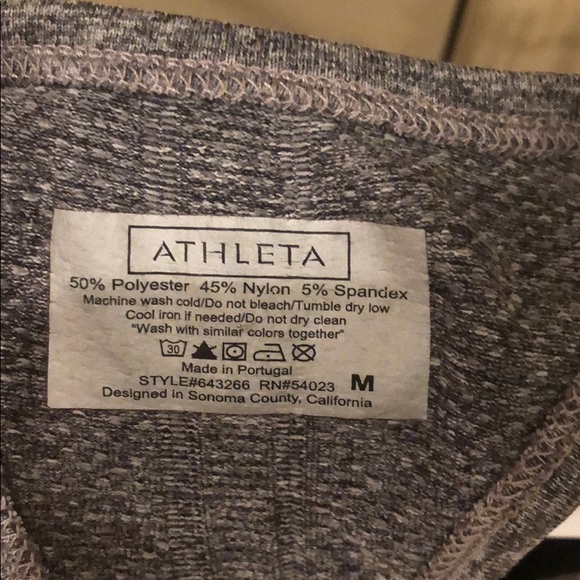 ATHLETA
50% Polyester 45% Nylon 5% Spandex
Machine wash cold/Do not bleach/Tumble dry low
Cool iron if needed/Do not dry clean
"Wash with similar colors together"
30
Made in Portugal
STYLE#643266 RN#54023 M
Designed in Sonoma County, California